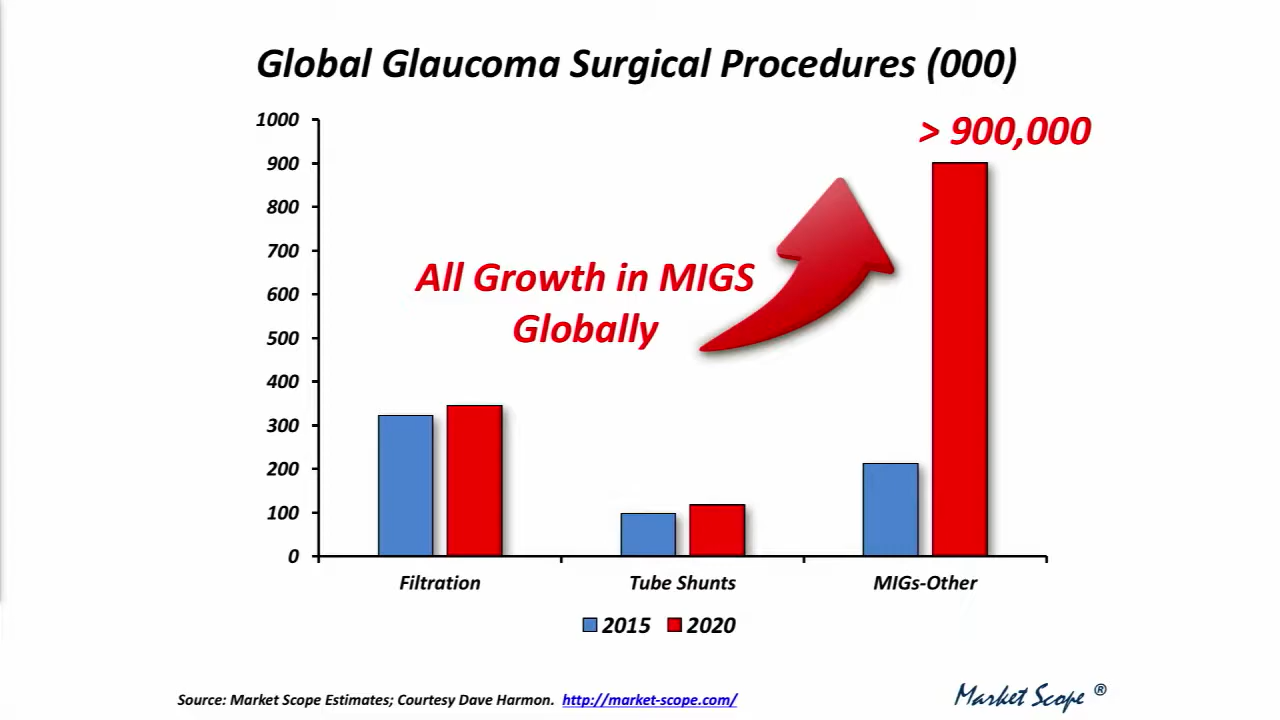 Global Glaucoma Surgical Procedures (000)
1000
900
800
700
600
500
400
300
200
100
0
> 900,000
All Growth in MIGS
Globally
Filtration Tube Shunts MIGs-Other
2015 2020
Source: Market Scope Estimates; Courtesy Dave Harmon. http://market-scope.com/
Market Scope ®